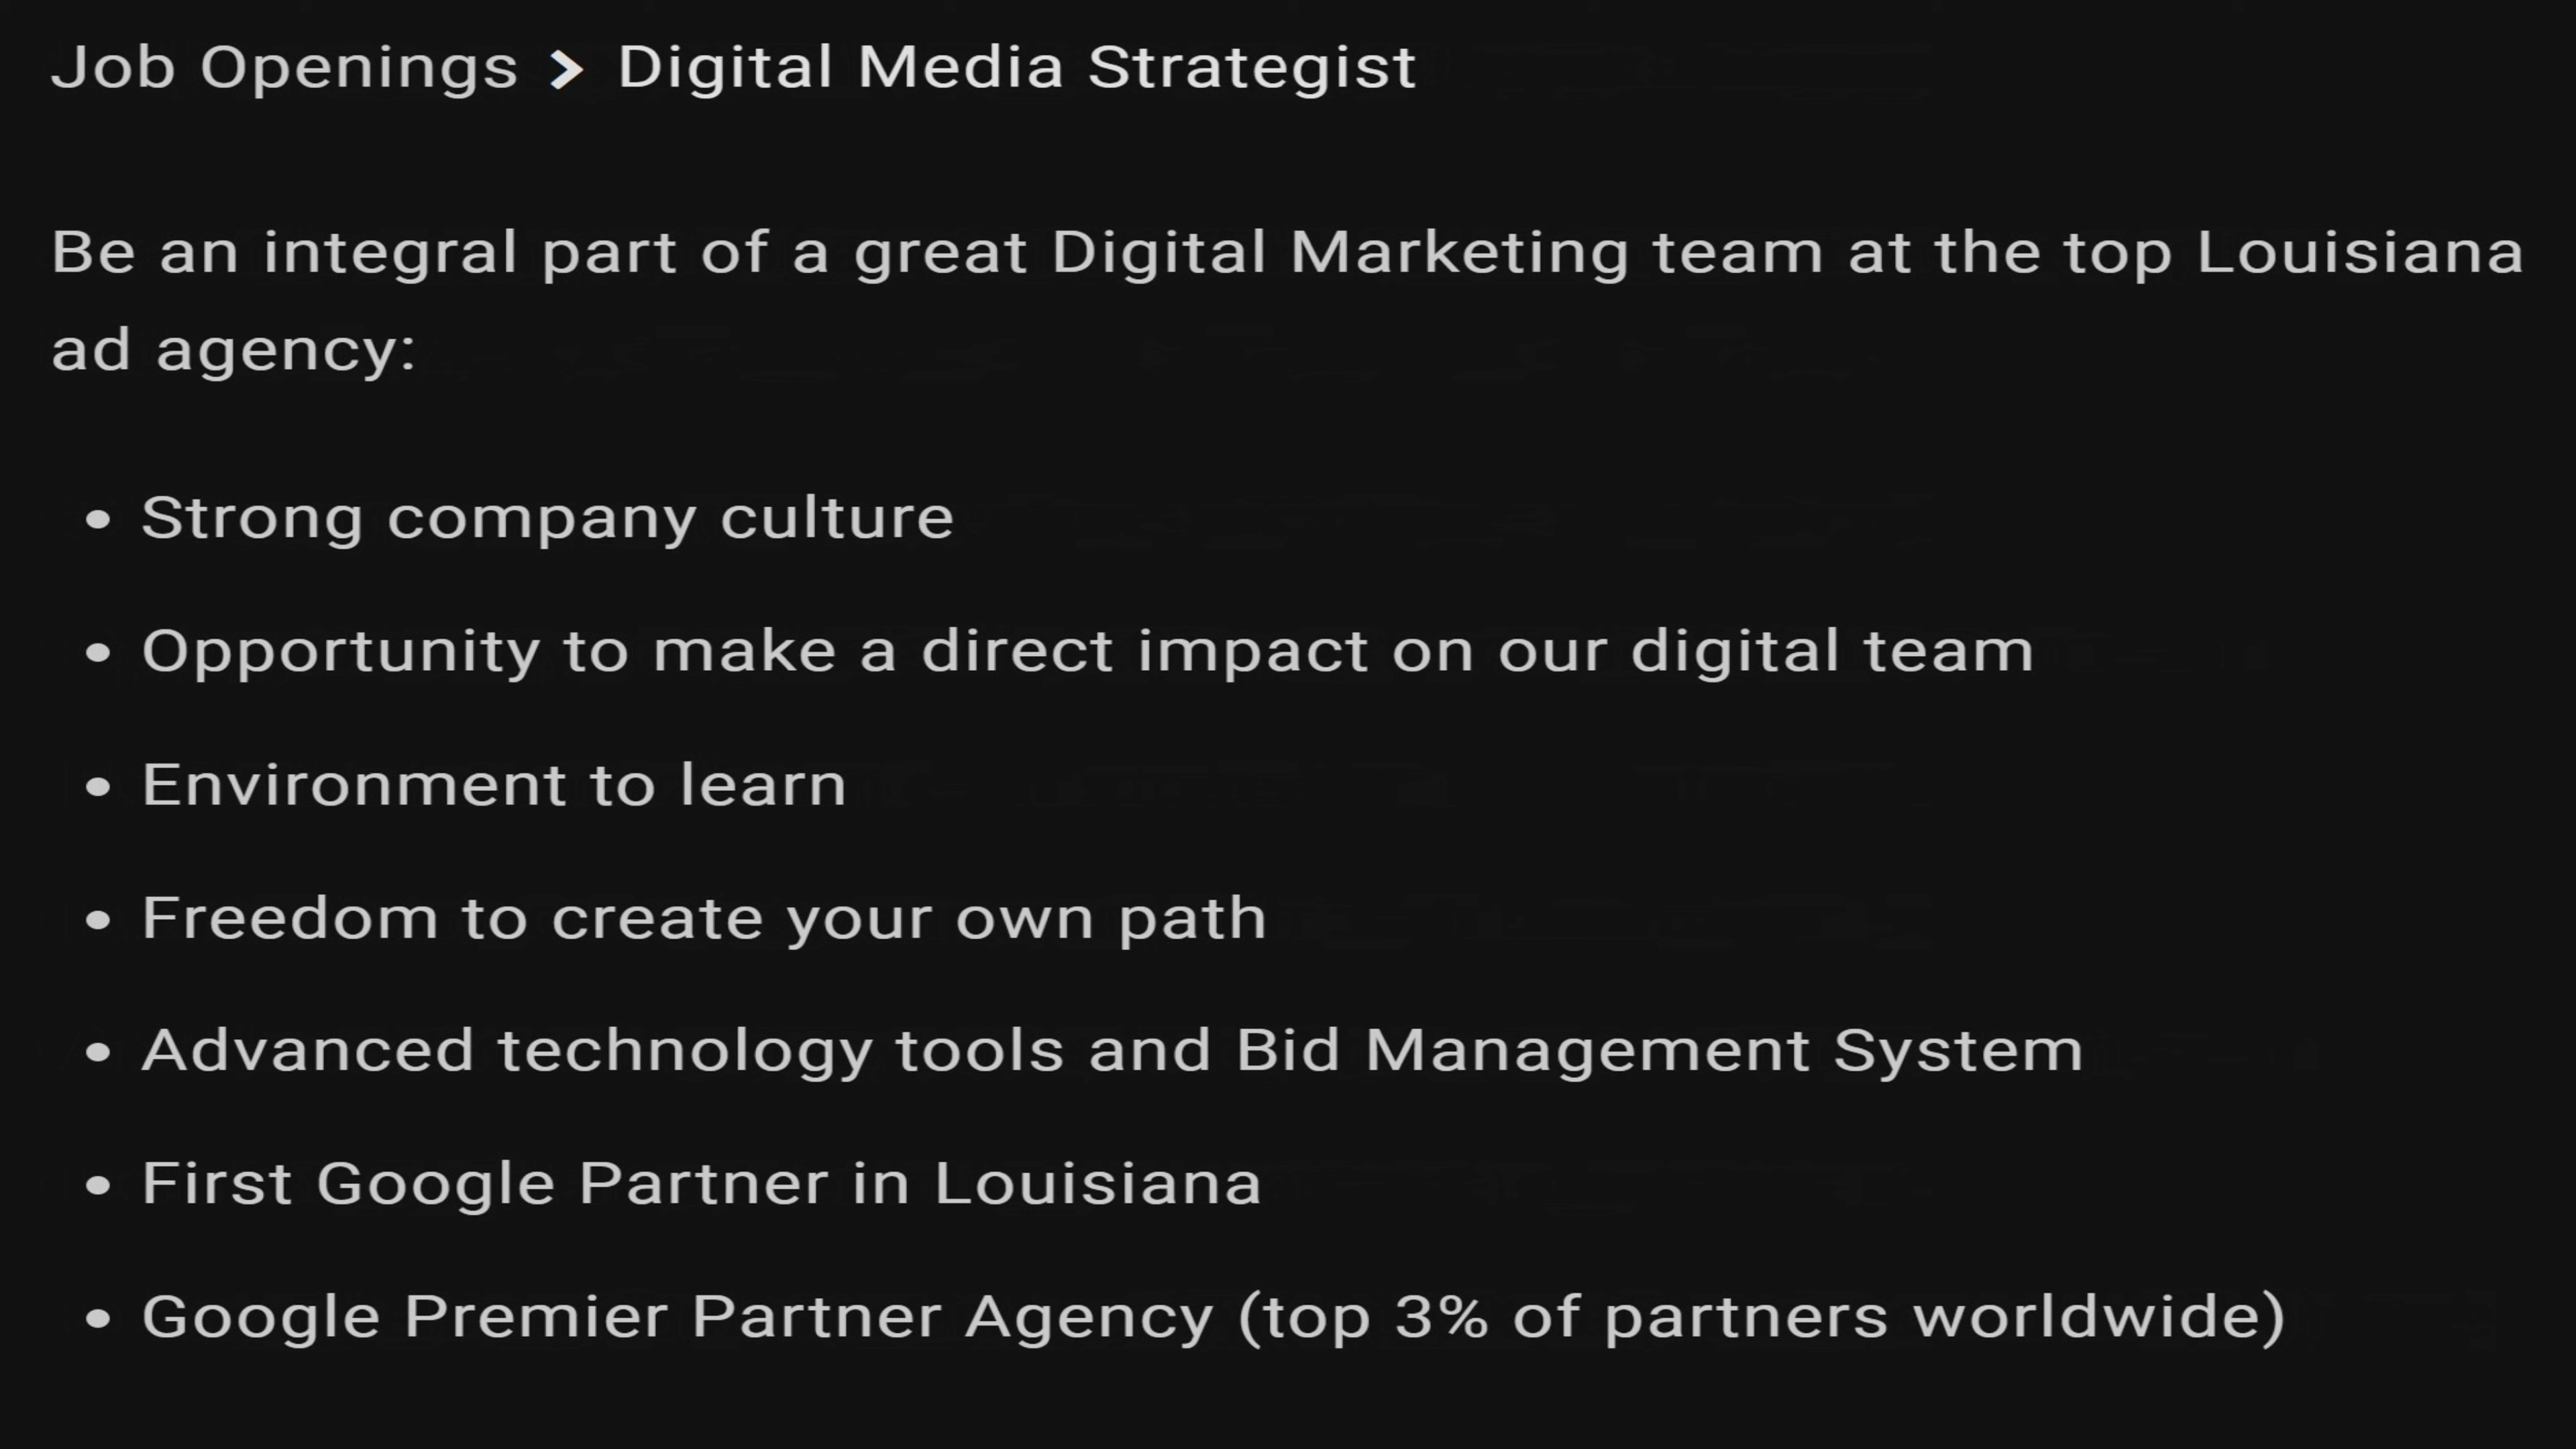 Job Openings > Digital Media Strategist
Be an integral part of a great Digital Marketing team at the top Louisiana
ad agency:
• Strong company culture
• Opportunity to make a direct impact on our digital team
• Environment to learn
• Freedom to create your own path
• Advanced technology tools and Bid Management System
• First Google Partner in Louisiana
• Google Premier Partner Agency (top 3% of partners worldwide)